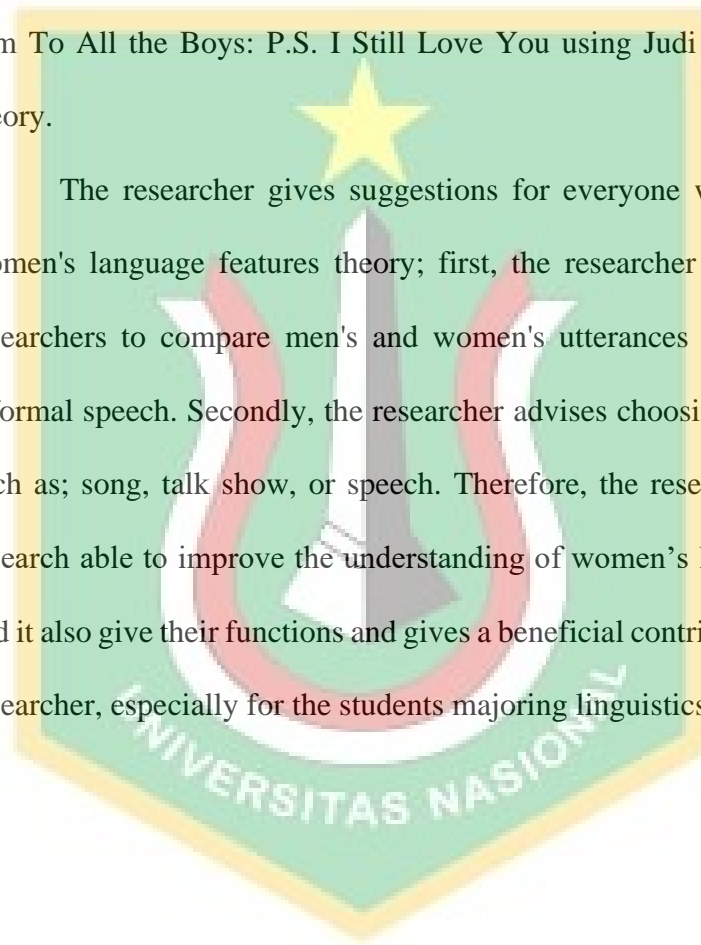 m To All the Boys: P.S. I Still Love You using Judi
eory.
The researcher gives suggestions for everyone w
omen's language features theory; first, the researcher
earchers to compare men's and women's utterances
formal speech. Secondly, the researcher advises choosi
ch as; song, talk show, or speech. Therefore, the rese
search able to improve the understanding of women’s l
d it also give their functions and gives a beneficial contri
searcher, especially for the students majoring linguistics
UNIVERSITAS NASIONAL